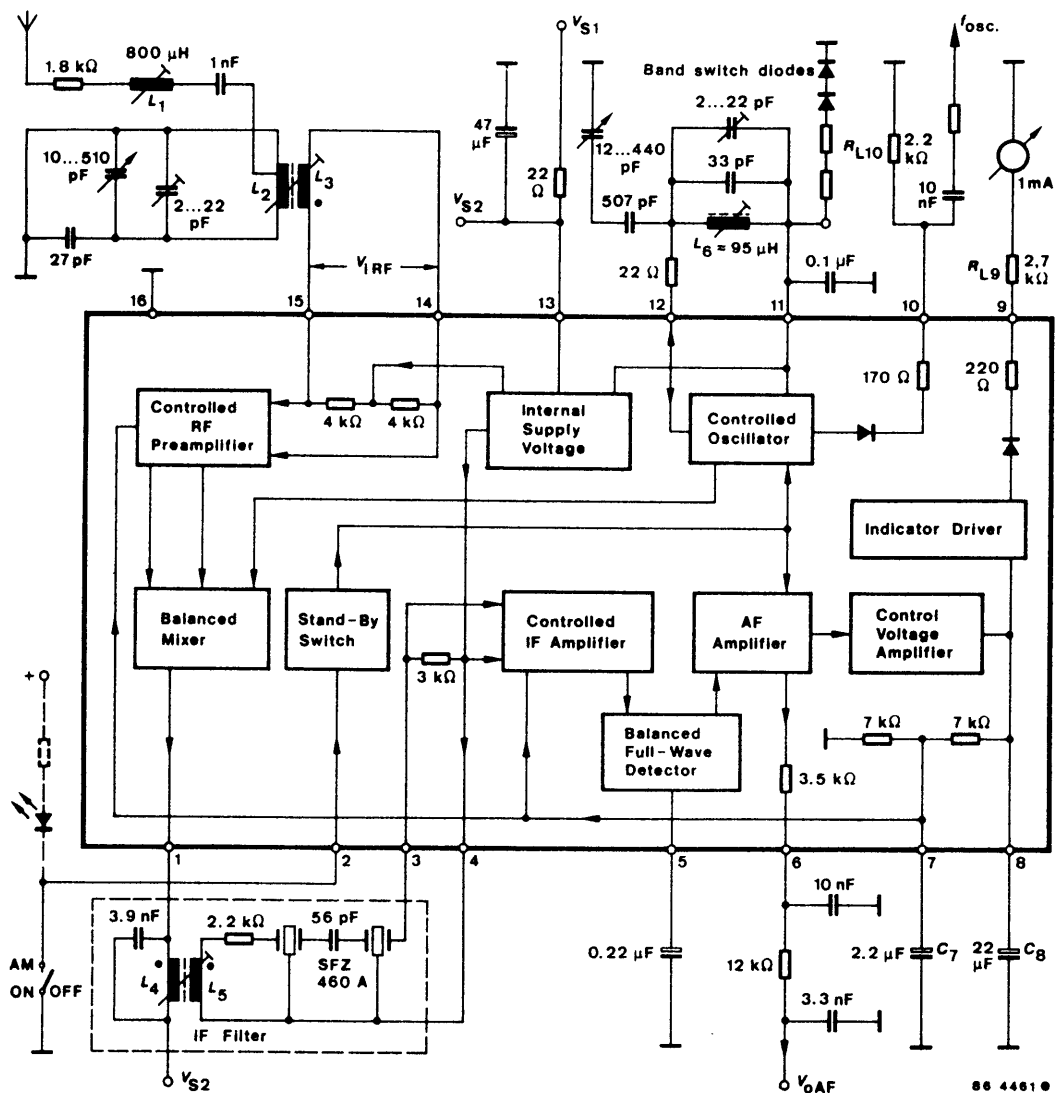 VS1
fosc.
800 µH
1.8 kΩ
1nF
L1
Band switch diodes
2...22 pF
47
µF
12...440
pF
33 pF
RL10
2.2
kΩ
10...510
pF
L2
L3
2...22
pF
22
Ω
10
nF
1mA
VS2
507 pF
L6 ≈ 95 µH
27pF
VIRF
22 Ω
0.1 µF
RL9
2,7
kΩ
16
15
14
13
12
11
10
9
170 Ω
220
Ω
Controlled
RF
Preamplifier
4 kΩ
4 kΩ
Internal
Supply
Voltage
Controlled
Oscillator
Indicator Driver
Balanced
Mixer
Stand-By
Switch
Controlled
IF Amplifier
AF
Amplifier
Control
Voltage
Amplifier
3 kΩ
+
Balanced
Full-Wave
Detector
7 kΩ
7 kΩ
3.5 kΩ
1
2
3
4
5
6
7
8
3.9 nF
2.2 kΩ
56 pF
SFZ
460 A
10 nF
0.22 µF
2.2 µF
C7
22
µF
C8
AM
ON
OFF
L4
L5
12 kΩ
IF Filter
3.3 nF
VS2
VoAF
86 4461 e